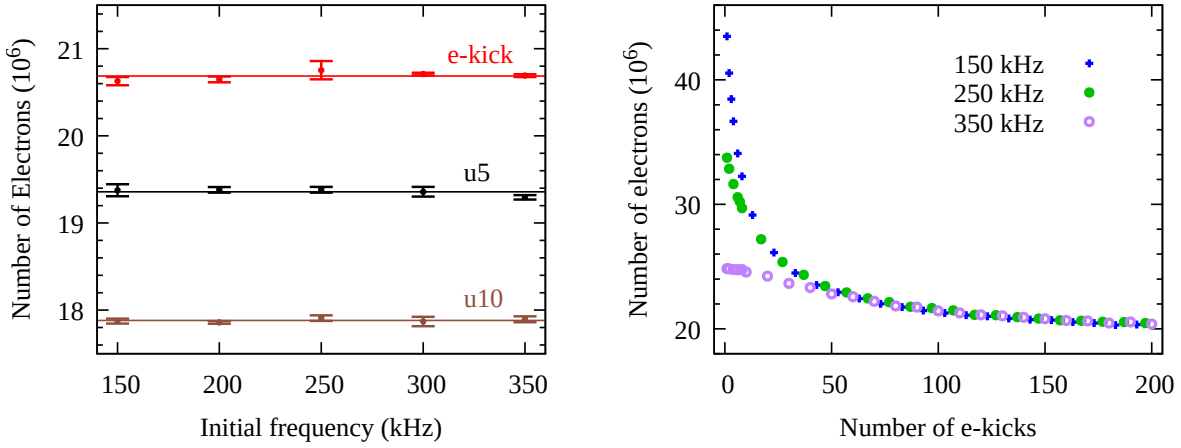 Number of Electrons (10⁶)
21
20
19
18
e-kick
u5
u10
150 200 250 300 350
Initial frequency (kHz)
Number of electrons (10⁶)
40
30
20
150 kHz
250 kHz
350 kHz
0 50 100 150 200
Number of e-kicks